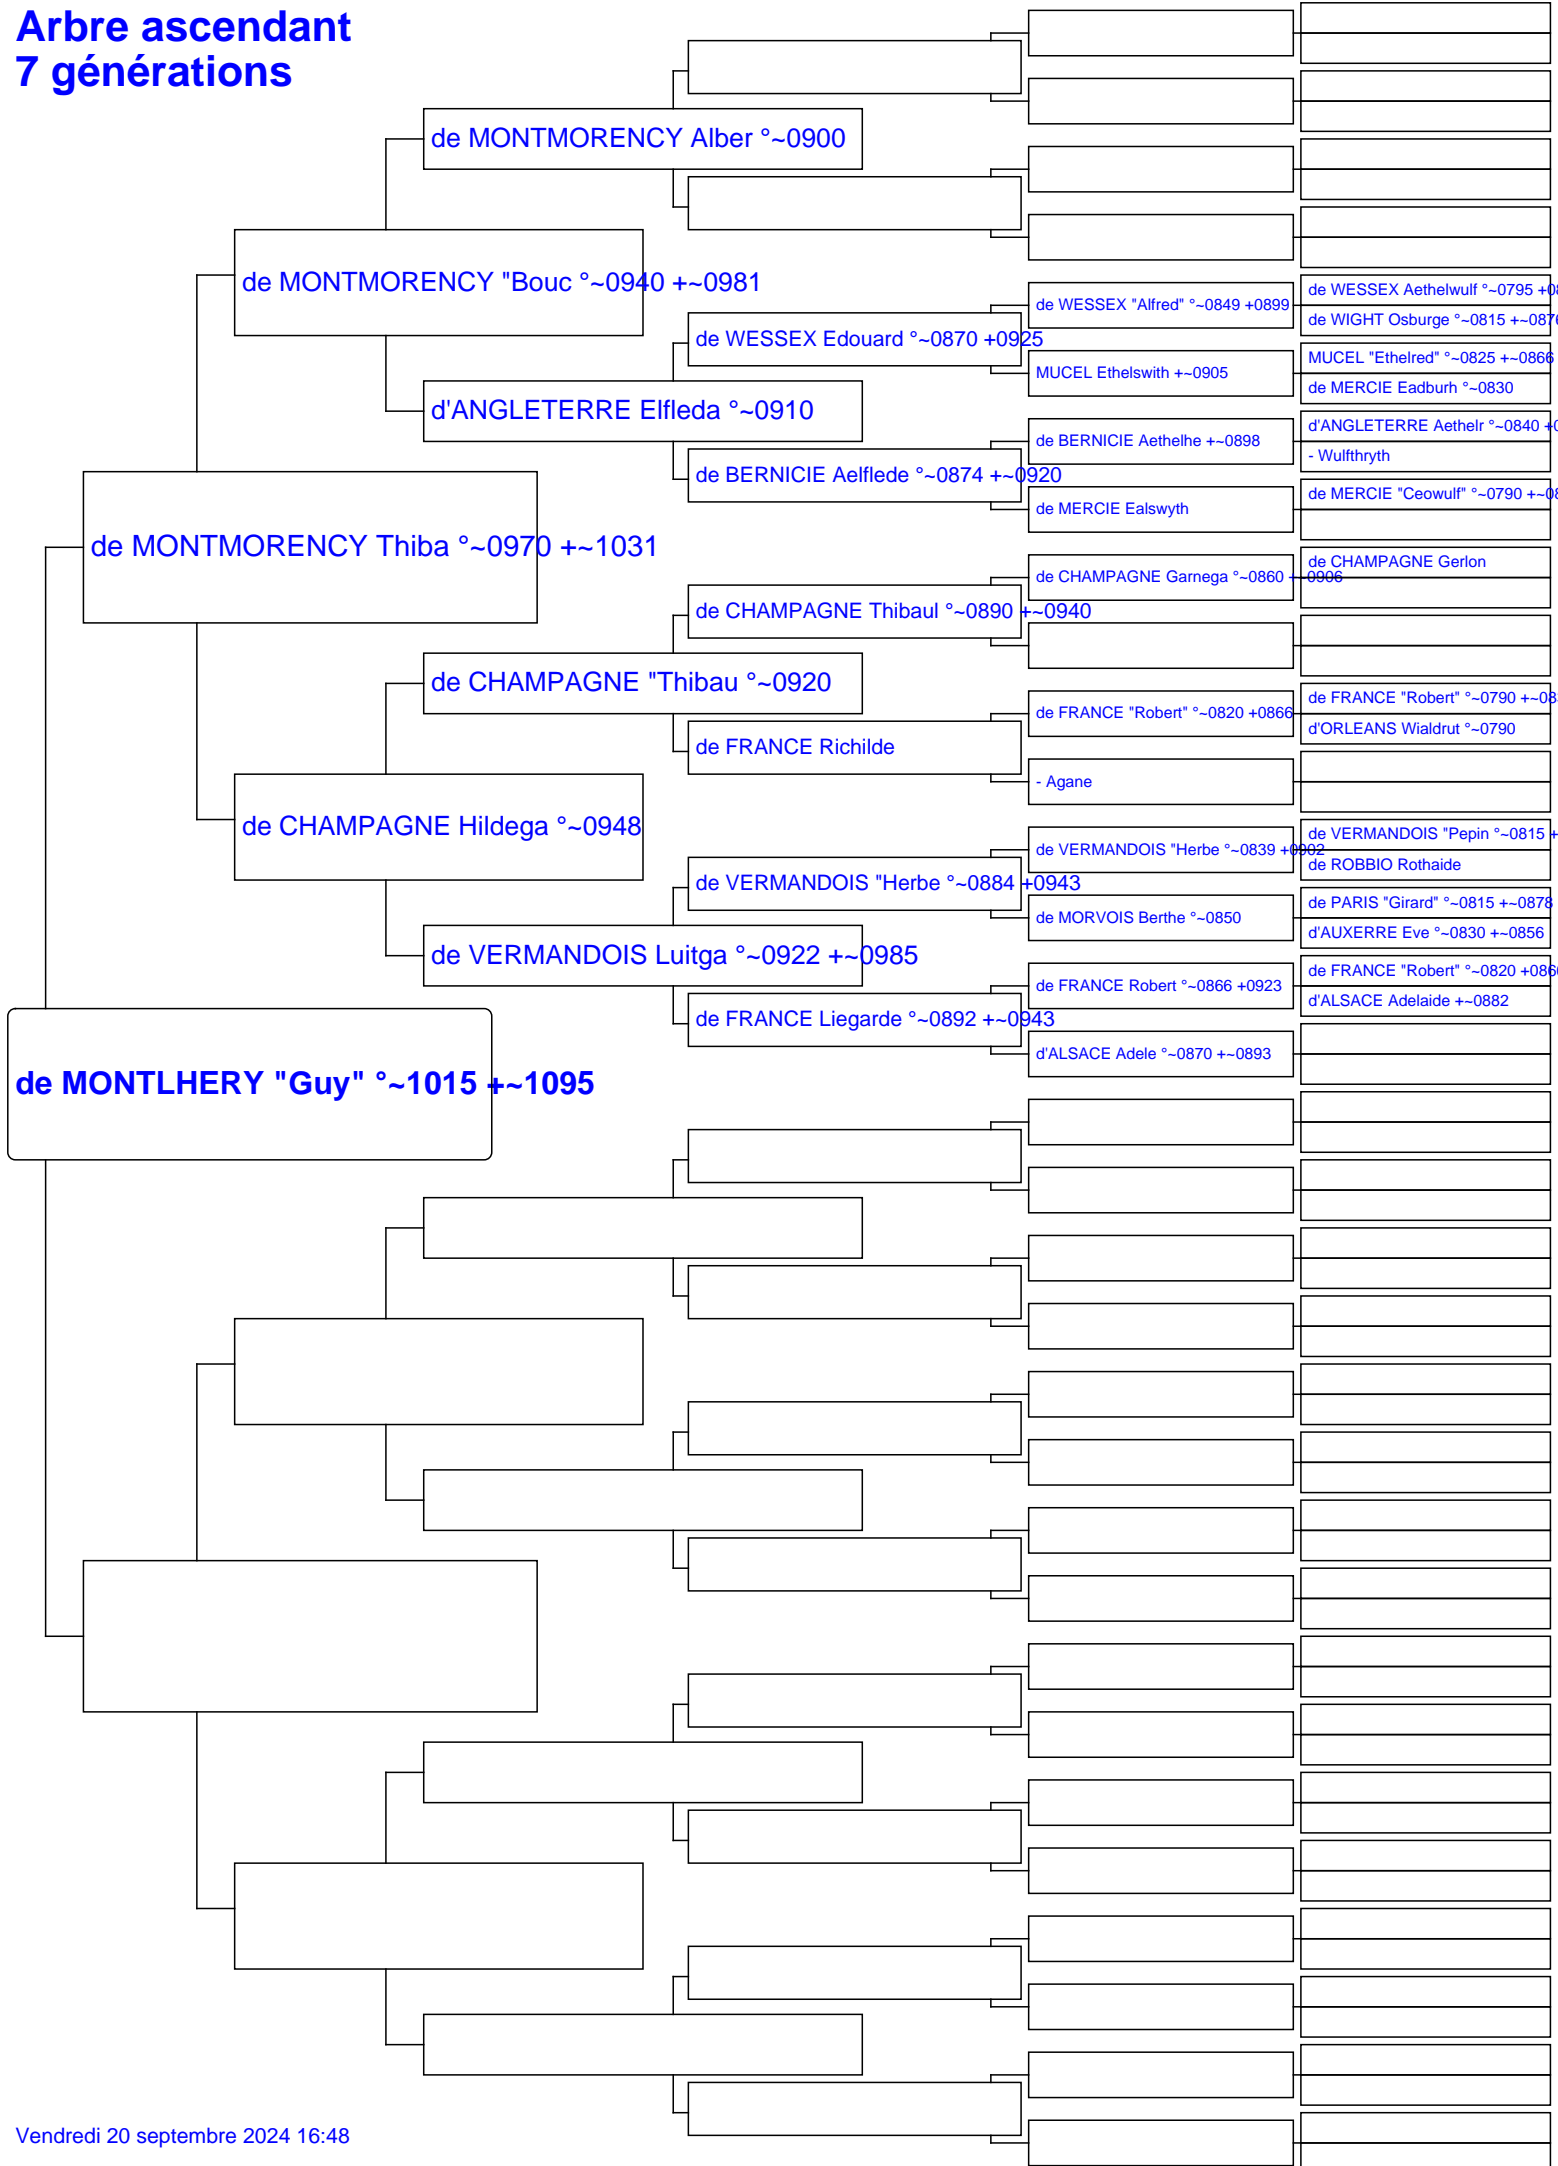 Arbre ascendant
7 générations
de MONTMORENCY Alber °~0900
de MONTMORENCY "Bouc °~0940 +~0981
de WESSEX Aethelwulf °~0795 +08
de WESSEX "Alfred" °~0849 +0899
de WIGHT Osburge °~0815 +~0876
de WESSEX Edouard °~0870 +0925
MUCEL "Ethelred" °~0825 +~0866
MUCEL Ethelswith +~0905
de MERCIE Eadburh °~0830
d'ANGLETERRE Elfleda °~0910
d'ANGLETERRE Aethelr °~0840 +0
de BERNICIE Aethelhe +~0898
- Wulfthryth
de BERNICIE Aelflede °~0874 +~0920
de MERCIE "Ceowulf" °~0790 +~08
de MERCIE Ealswyth
de MONTMORENCY Thiba °~0970 +~1031
de CHAMPAGNE Gerlon
de CHAMPAGNE Garnega °~0860 +~0906
de CHAMPAGNE Thibaul °~0890 +~0940
de CHAMPAGNE "Thibau °~0920
de FRANCE "Robert" °~0790 +~08
de FRANCE "Robert" °~0820 +0866
d'ORLEANS Wialdrut °~0790
de FRANCE Richilde
- Agane
de CHAMPAGNE Hildega °~0948
de VERMANDOIS "Pepin °~0815 +
de VERMANDOIS "Herbe °~0839 +0902
de ROBBIO Rothaide
de VERMANDOIS "Herbe °~0884 +0943
de PARIS "Girard" °~0815 +~0878
de MORVOIS Berthe °~0850
d'AUXERRE Eve °~0830 +~0856
de VERMANDOIS Luitga °~0922 +~0985
de FRANCE "Robert" °~0820 +0866
de FRANCE Robert °~0866 +0923
d'ALSACE Adelaide +~0882
de FRANCE Liegarde °~0892 +~0943
d'ALSACE Adele °~0870 +~0893
de MONTLHERY "Guy" °~1015 +~1095
Vendredi 20 septembre 2024 16:48